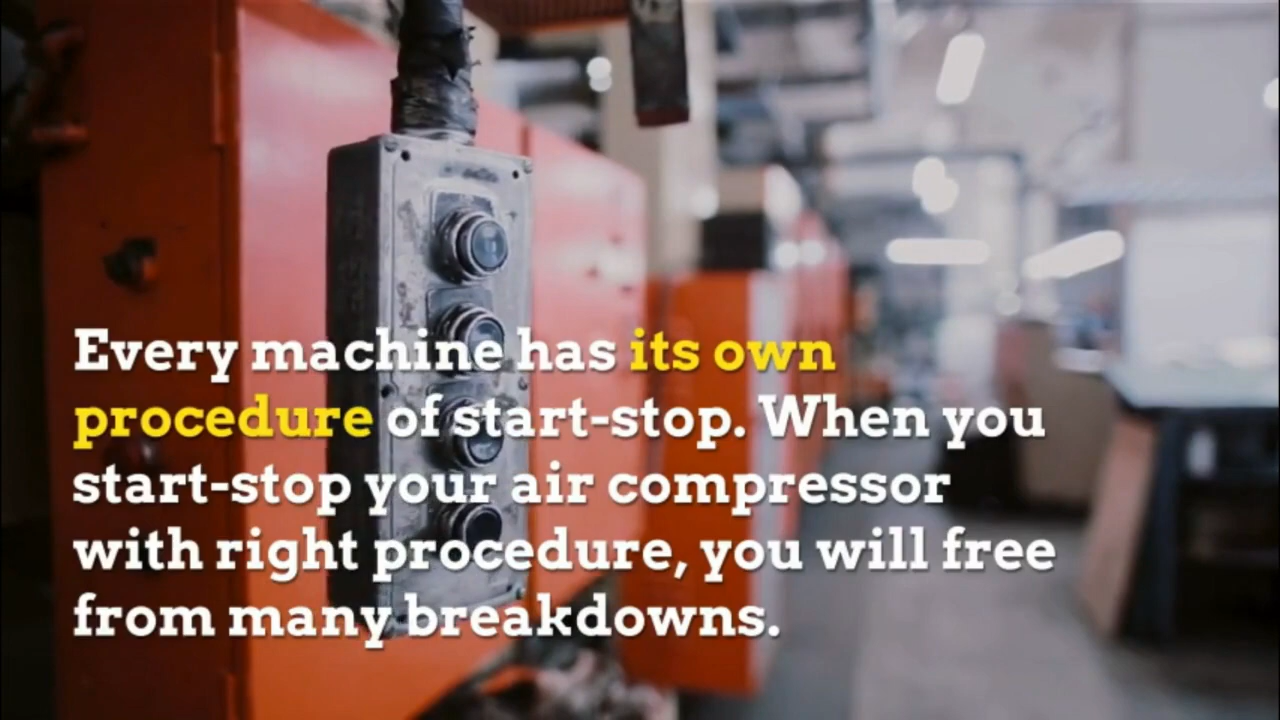 Every machine has its own
procedure of start-stop. When you
start-stop your air compressor
with right procedure, you will free
from many breakdowns.